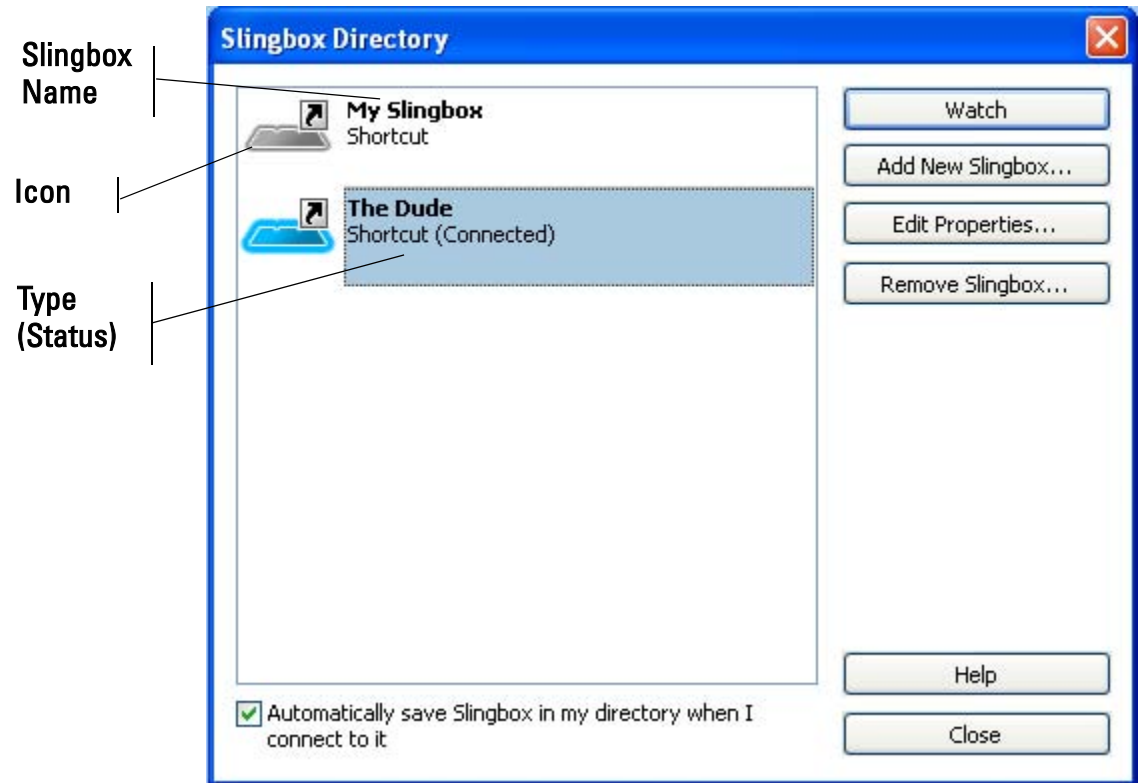 Slingbox Directory
Slingbox
Name
Icon
Type
(Status)
My Slingbox
Shortcut
The Dude
Shortcut (Connected)
Watch
Add New Slingbox...
Edit Properties...
Remove Slingbox...
Help
Close
Automatically save Slingbox in my directory when I
connect to it